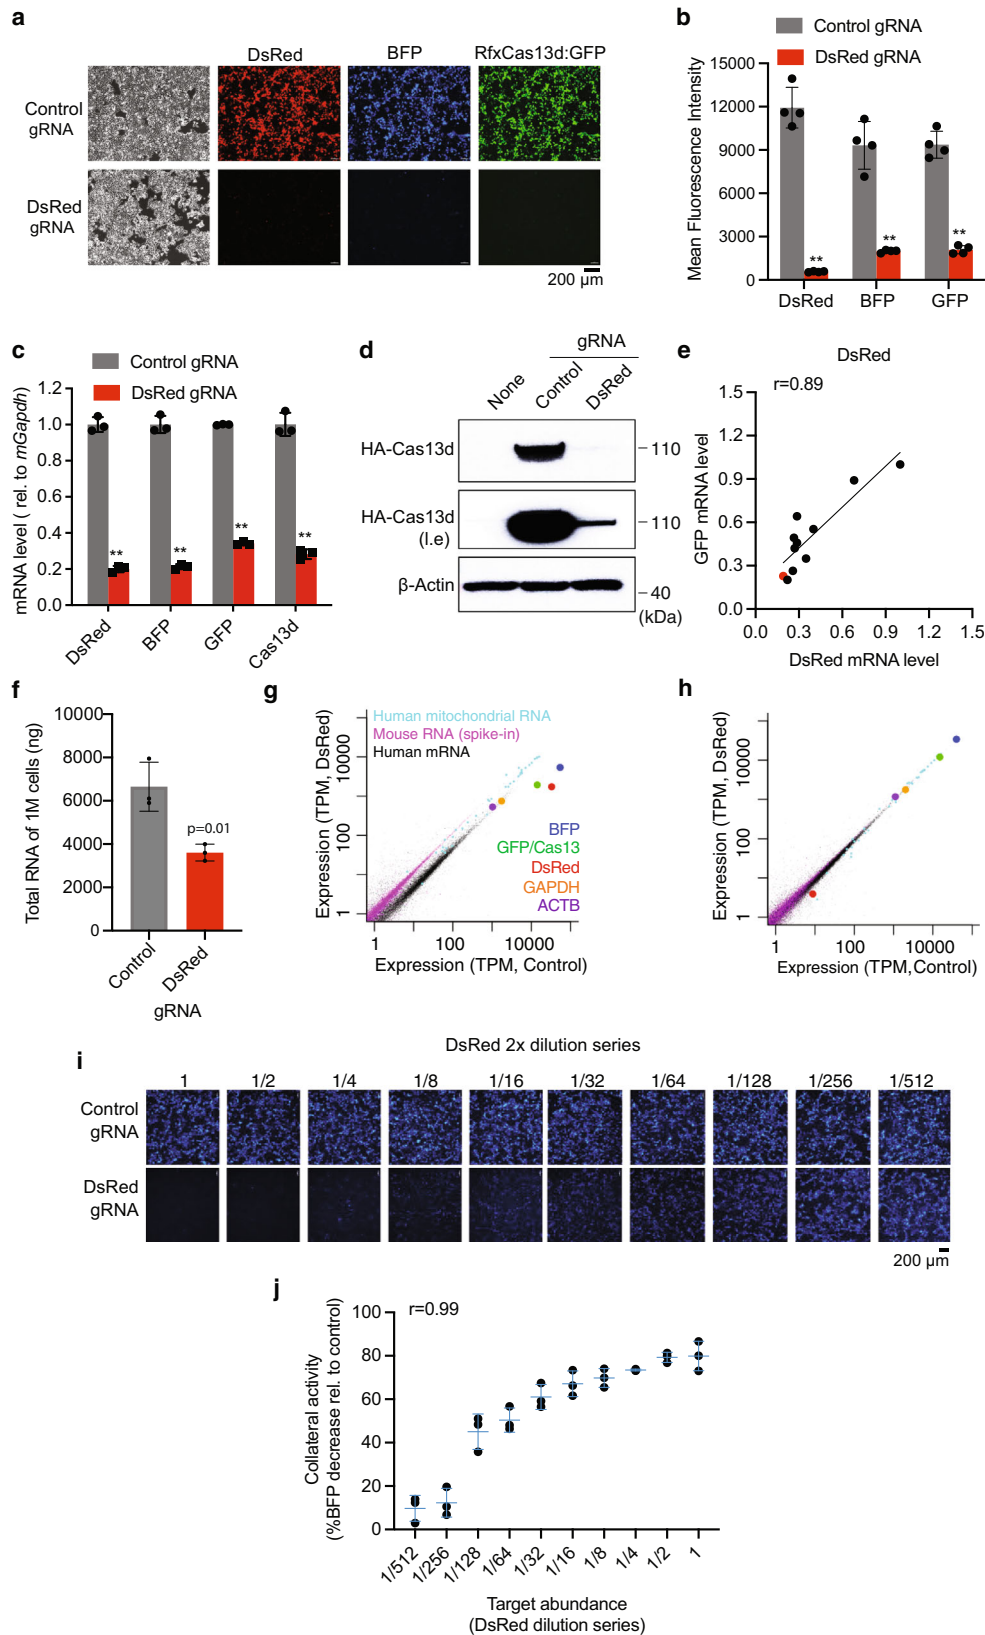 a
DsRed BFP RfxCas13d:GFP
Control
gRNA
DsRed
gRNA
200 µm
b
Control gRNA
DsRed gRNA
Mean Fluorescence Intensity
15000
12000
9000
6000
3000
0
**
**
**
DsRed BFP GFP
c
Control gRNA
DsRed gRNA
mRNA level ( rel. to mGapdh)
1.2
1.0
0.8
0.6
0.4
0.2
0.0
**
**
**
**
DsRed BFP GFP Cas13d
d
gRNA
None Control DsRed
HA-Cas13d
110
HA-Cas13d
(l.e)
110
β-Actin
40
(kDa)
e
DsRed
r=0.89
GFP mRNA level
1.5
1.2
0.9
0.6
0.3
0.0
0.0 0.3 0.6 0.9 1.2 1.5
DsRed mRNA level
f
Total RNA of 1M cells (ng)
10000
8000
6000
4000
2000
0
p=0.01
Control DsRed
gRNA
g
Human mitochondrial RNA
Mouse RNA (spike-in)
Human mRNA
Expression (TPM, DsRed)
10000
100
1
BFP
GFP/Cas13
DsRed
GAPDH
ACTB
1 100 10000
Expression (TPM, Control)
h
Expression (TPM, DsRed)
10000
100
1
1 100 10000
Expression (TPM,Control)
i
DsRed 2x dilution series
1 1/2 1/4 1/8 1/16 1/32 1/64 1/128 1/256 1/512
Control
gRNA
DsRed
gRNA
200 µm
j
r=0.99
Collateral activity
(%BFP decrease rel. to control)
100
80
60
40
20
0
1/512 1/256 1/128 1/64 1/32 1/16 1/8 1/4 1/2 1
Target abundance
(DsRed dilution series)